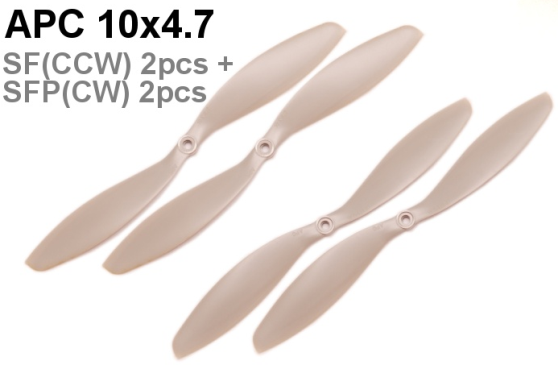 APC 10x4.7
SF(CCW) 2pcs +
SFP(CW) 2pcs